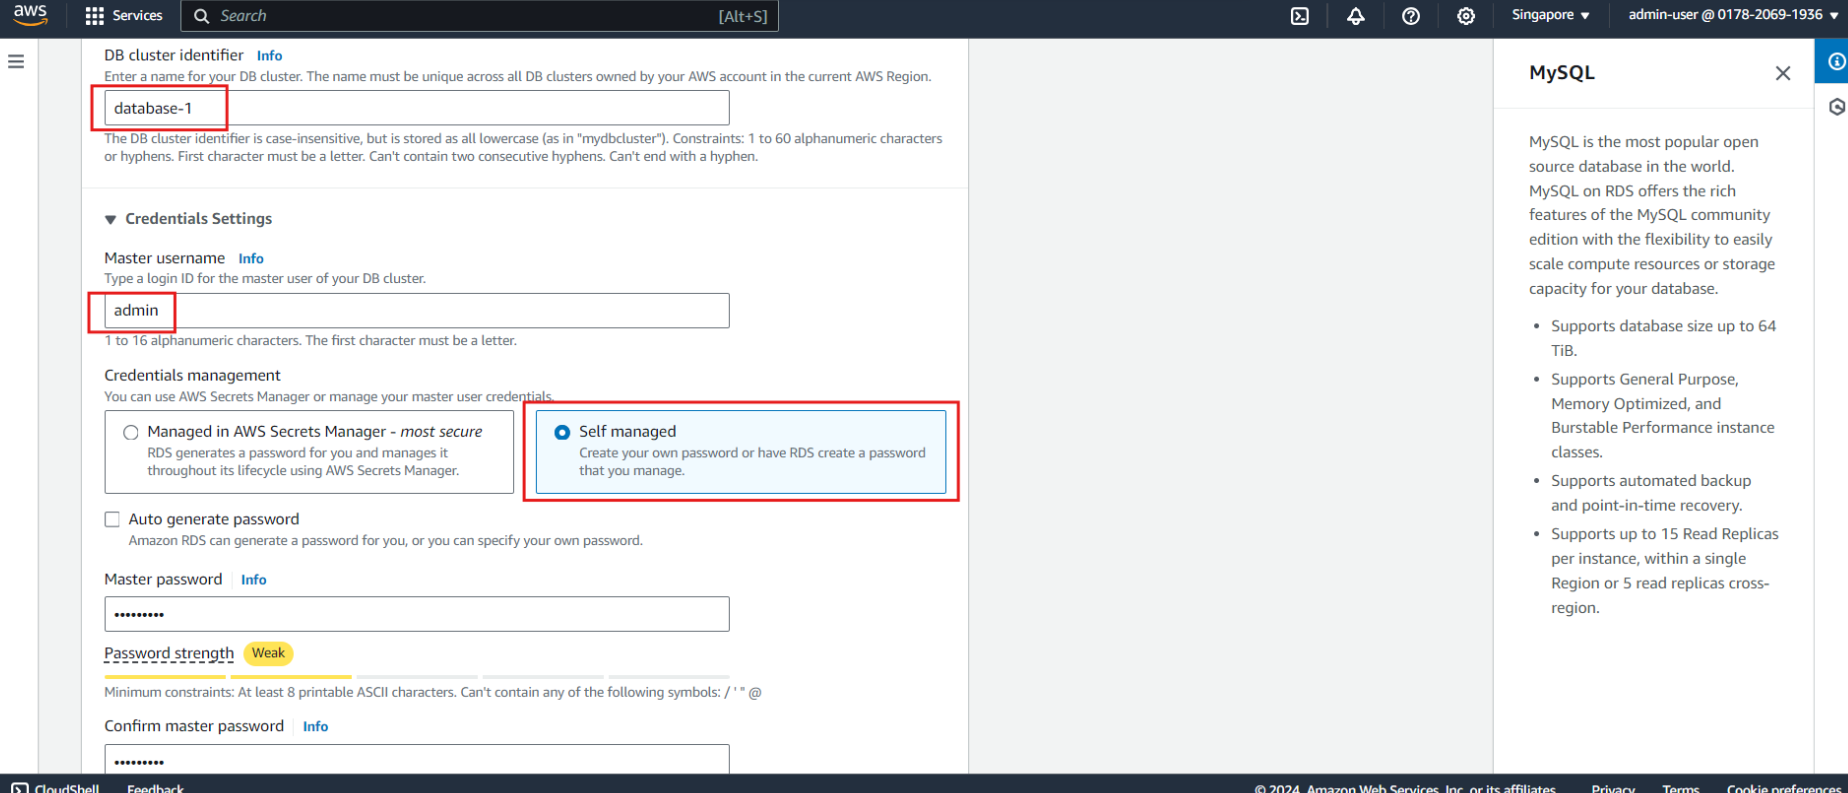 aws
Services
Search
[Alt+S]
Singapore ▼
admin-user @ 0178-2069-1936 ▼
DB cluster identifier Info
Enter a name for your DB cluster. The name must be unique across all DB clusters owned by your AWS account in the current AWS Region.
database-1
The DB cluster identifier is case-insensitive, but is stored as all lowercase (as in "mydbcluster"). Constraints: 1 to 60 alphanumeric characters
or hyphens. First character must be a letter. Can't contain two consecutive hyphens. Can't end with a hyphen.
▼ Credentials Settings
Master username Info
Type a login ID for the master user of your DB cluster.
admin
1 to 16 alphanumeric characters. The first character must be a letter.
Credentials management
You can use AWS Secrets Manager or manage your master user credentials.
Managed in AWS Secrets Manager - most secure
RDS generates a password for you and manages it
throughout its lifecycle using AWS Secrets Manager.
Self managed
Create your own password or have RDS create a password
that you manage.
Auto generate password
Amazon RDS can generate a password for you, or you can specify your own password.
Master password Info
•••••••••
Password strength Weak
Minimum constraints: At least 8 printable ASCII characters. Can't contain any of the following symbols: / ' " @
Confirm master password Info
•••••••••
MySQL
MySQL is the most popular open
source database in the world.
MySQL on RDS offers the rich
features of the MySQL community
edition with the flexibility to easily
scale compute resources or storage
capacity for your database.
• Supports database size up to 64
TiB.
• Supports General Purpose,
Memory Optimized, and
Burstable Performance instance
classes.
• Supports automated backup
and point-in-time recovery.
• Supports up to 15 Read Replicas
per instance, within a single
Region or 5 read replicas cross-
region.
CloudShell
Feedback
© 2024, Amazon Web Services, Inc. or its affiliates.
Privacy
Terms
Cookie preferences